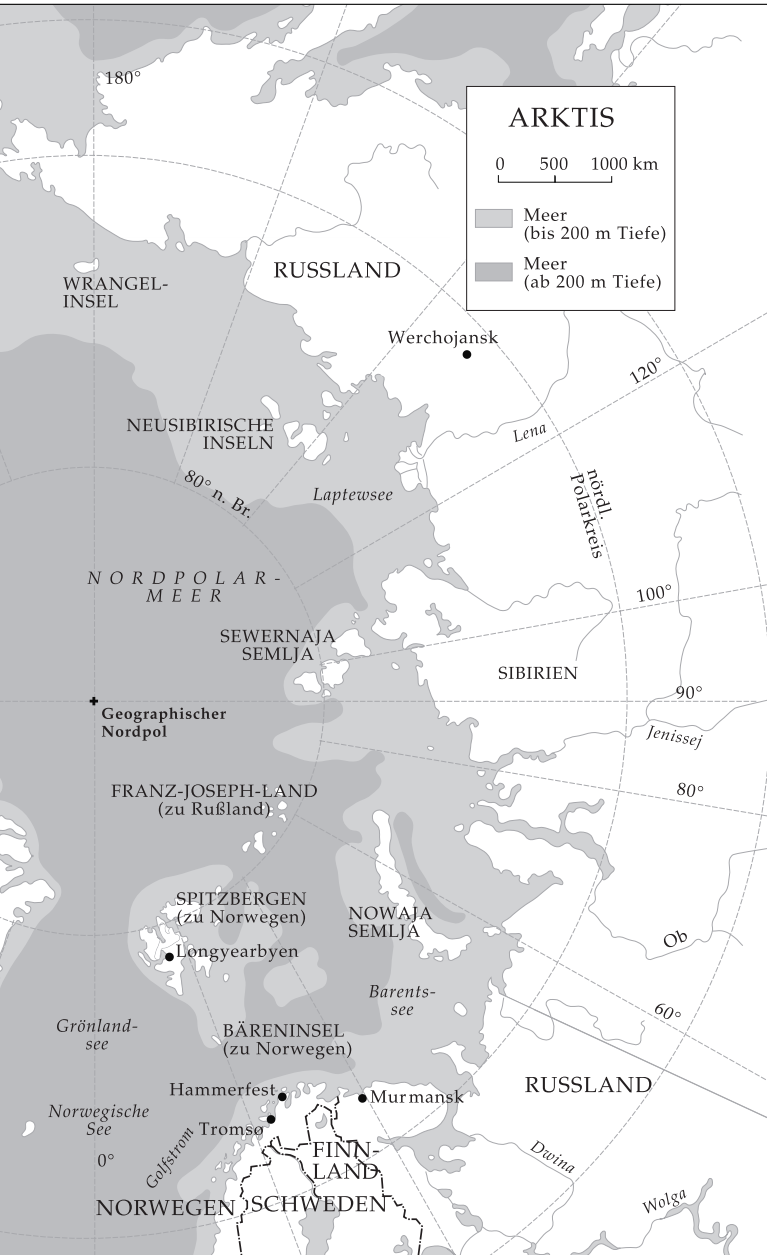 180°
ARKTIS
0 500 1000 km
Meer
(bis 200 m Tiefe)
Meer
(ab 200 m Tiefe)
RUSSLAND
WRANGEL-
INSEL
Werchojansk
120°
NEUSIBIRISCHE
INSELN
Lena
80° n. Br.
Laptewsee
nördl.
Polarkreis
NORDPOLAR-
MEER
100°
SEWERNAJA
SEMLJA
SIBIRIEN
90°
Geographischer
Nordpol
Jenissej
FRANZ-JOSEPH-LAND
(zu Rußland)
80°
SPITZBERGEN
(zu Norwegen)
NOWAJA
SEMLJA
Longyearbyen
Ob
Barents-
see
60°
Grönland-
see
BÄRENINSEL
(zu Norwegen)
Hammerfest
Murmansk
RUSSLAND
Norwegische
See
Tromsø
0°
Golfstrom
FINN-
LAND
Dwina
NORWEGEN
SCHWEDEN
Wolga